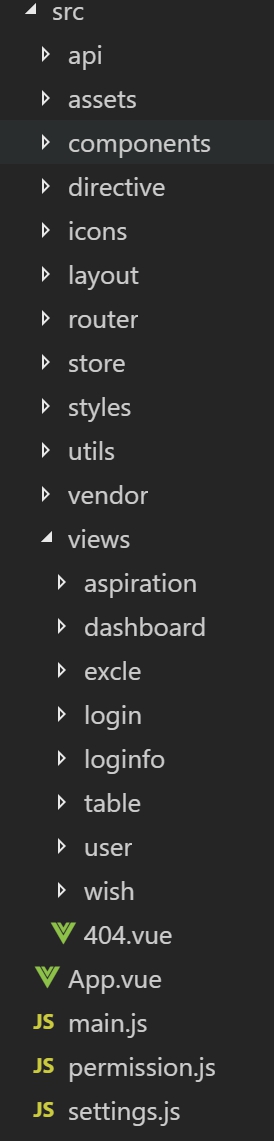 src
api
assets
components
directive
icons
layout
router
store
styles
utils
vendor
views
aspiration
dashboard
excle
login
loginfo
table
user
wish
404.vue
App.vue
JS main.js
JS permission.js
JS settings.js